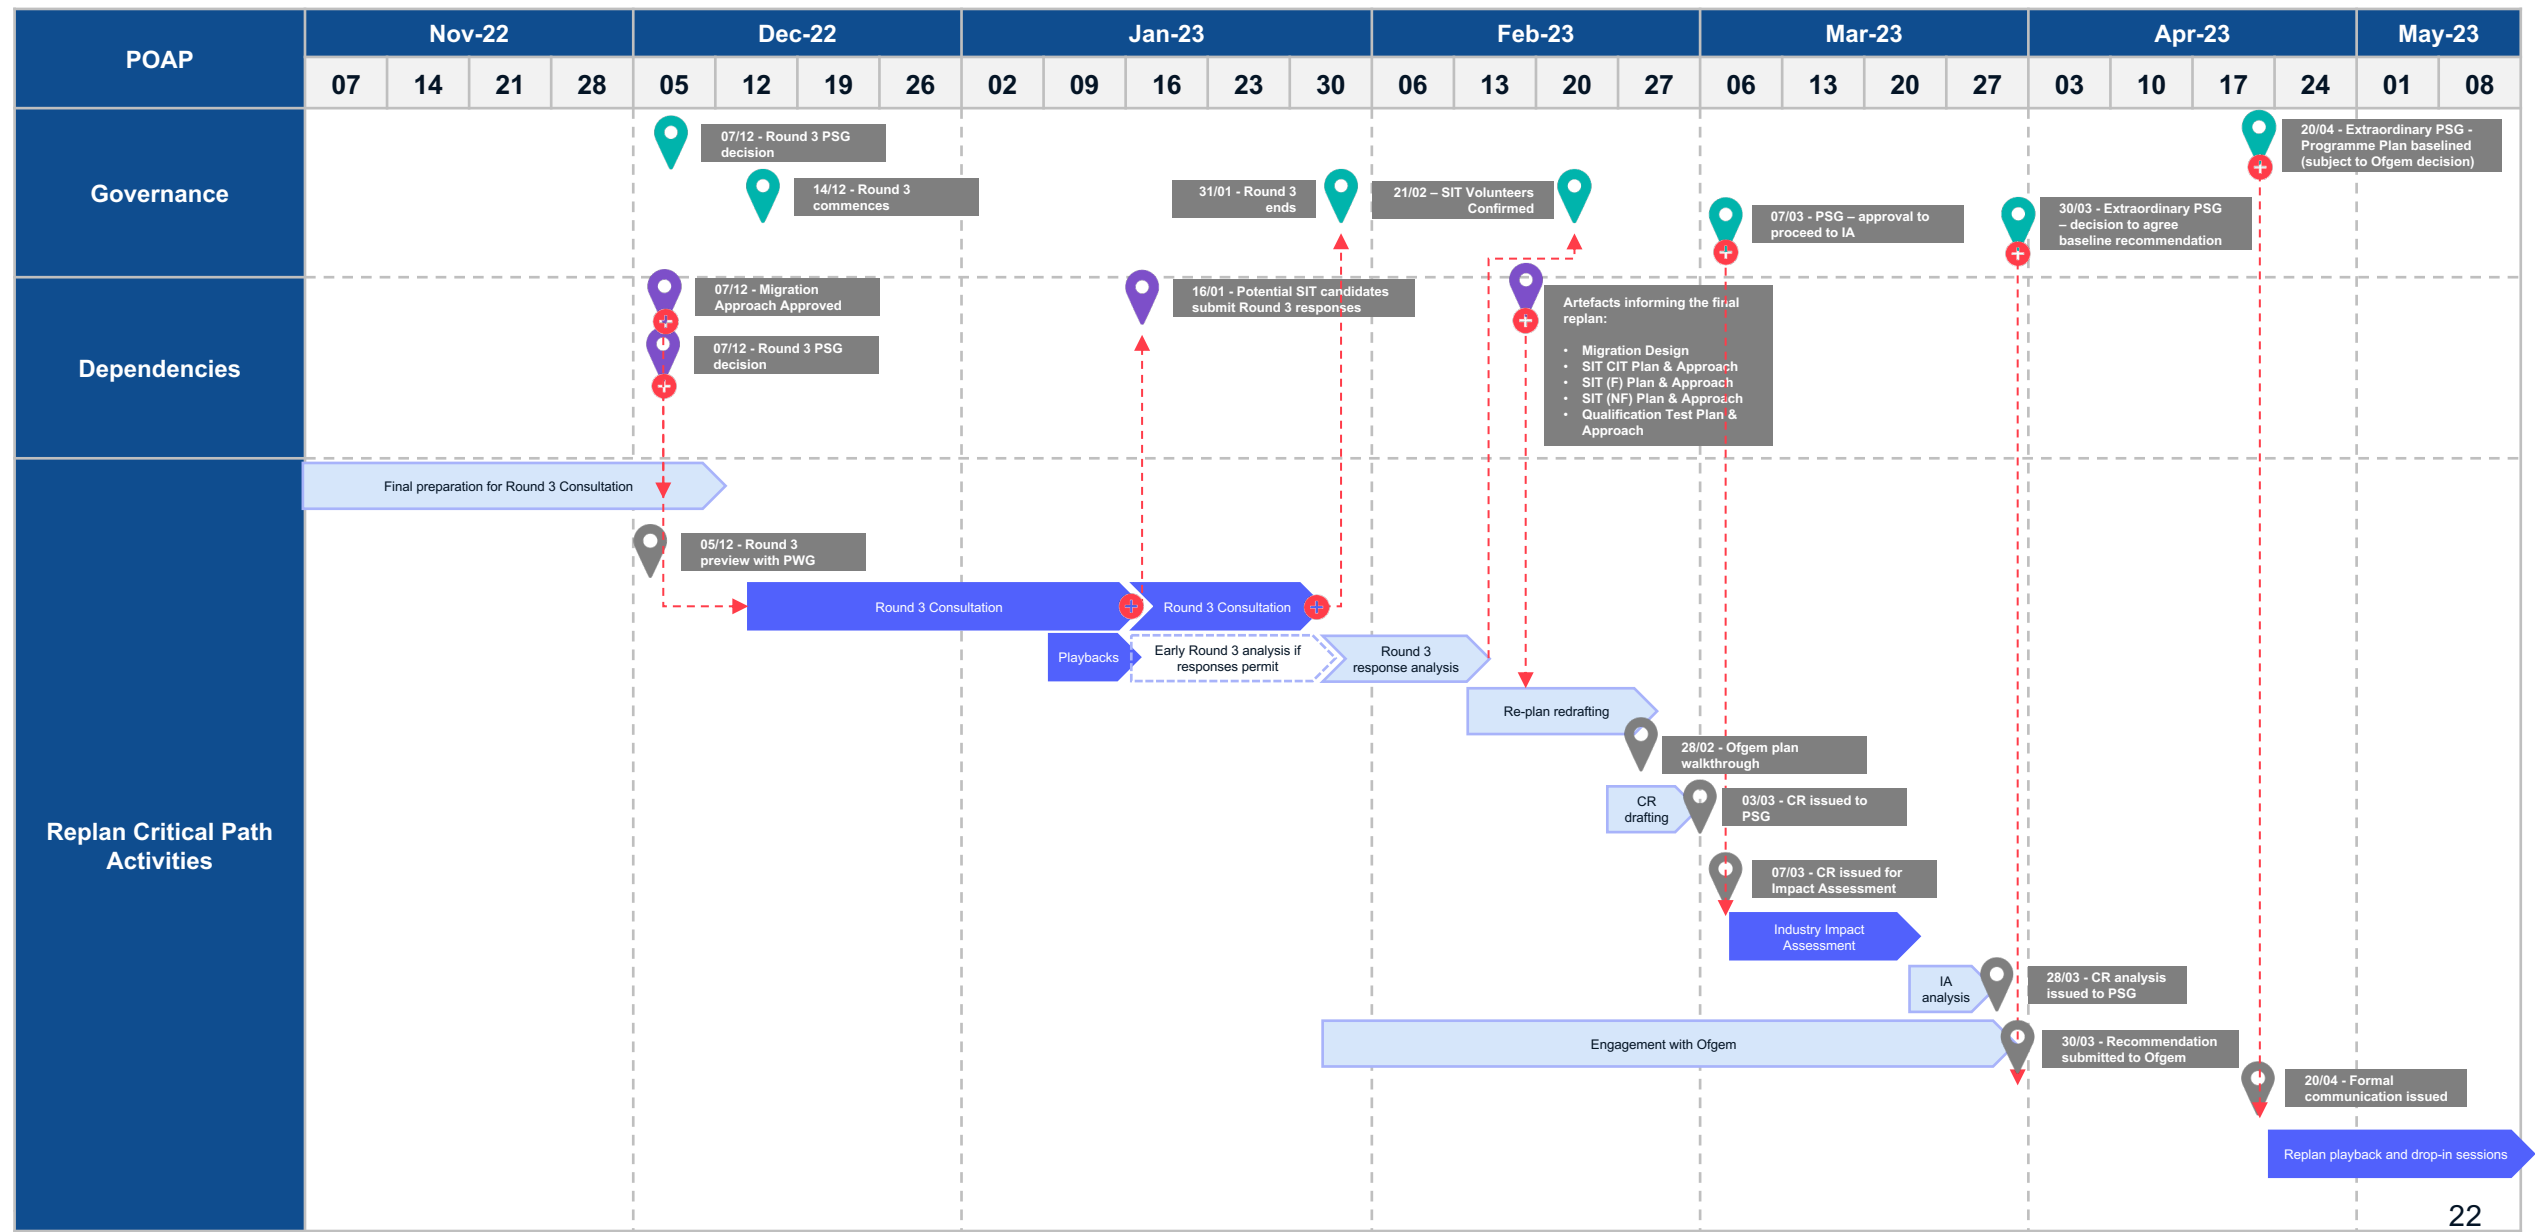 POAP
Nov-22
Dec-22
Jan-23
Feb-23
Mar-23
Apr-23
May-23
07
14
21
28
05
12
19
26
02
09
16
23
30
06
13
20
27
06
13
20
27
03
10
17
24
01
08
Governance
07/12 - Round 3 PSG
decision
14/12 - Round 3
commences
31/01 - Round 3
ends
21/02 – SIT Volunteers
Confirmed
07/03 - PSG – approval to
proceed to IA
30/03 - Extraordinary PSG
– decision to agree
baseline recommendation
20/04 - Extraordinary PSG -
Programme Plan baselined
(subject to Ofgem decision)
Dependencies
07/12 - Migration
Approach Approved
07/12 - Round 3 PSG
decision
16/01 - Potential SIT candidates
submit Round 3 responses
Artefacts informing the final
replan:
• Migration Design
• SIT CIT Plan & Approach
• SIT (F) Plan & Approach
• SIT (NF) Plan & Approach
• Qualification Test Plan &
Approach
Replan Critical Path
Activities
Final preparation for Round 3 Consultation
05/12 - Round 3
preview with PWG
Round 3 Consultation
Round 3 Consultation
Playbacks
Early Round 3 analysis if
responses permit
Round 3
response analysis
Re-plan redrafting
28/02 - Ofgem plan
walkthrough
CR
drafting
03/03 - CR issued to
PSG
07/03 - CR issued for
Impact Assessment
Industry Impact
Assessment
IA
analysis
28/03 - CR analysis
issued to PSG
Engagement with Ofgem
30/03 - Recommendation
submitted to Ofgem
20/04 - Formal
communication issued
Replan playback and drop-in sessions
22